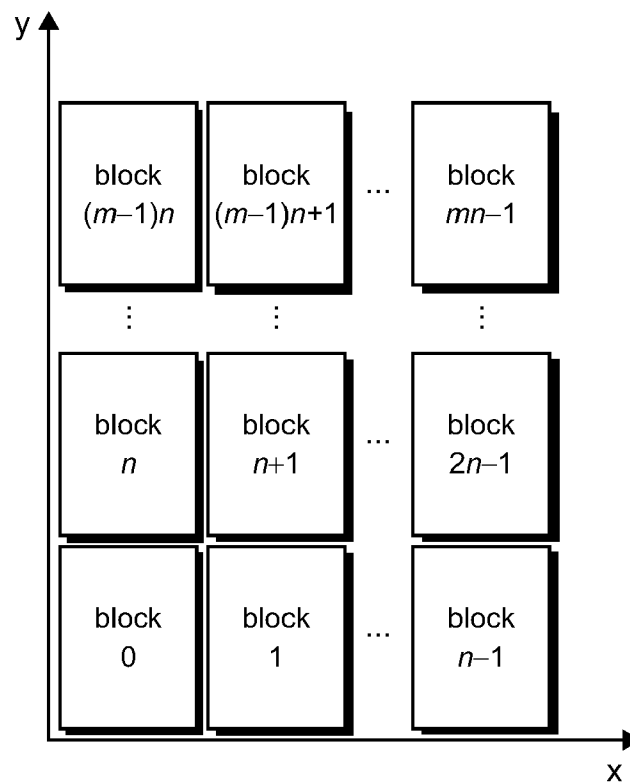 y
block
(m–1)n
block
(m–1)n+1
...
block
mn–1
⋮
⋮
⋮
block
n
block
n+1
...
block
2n–1
block
0
block
1
...
block
n–1
x